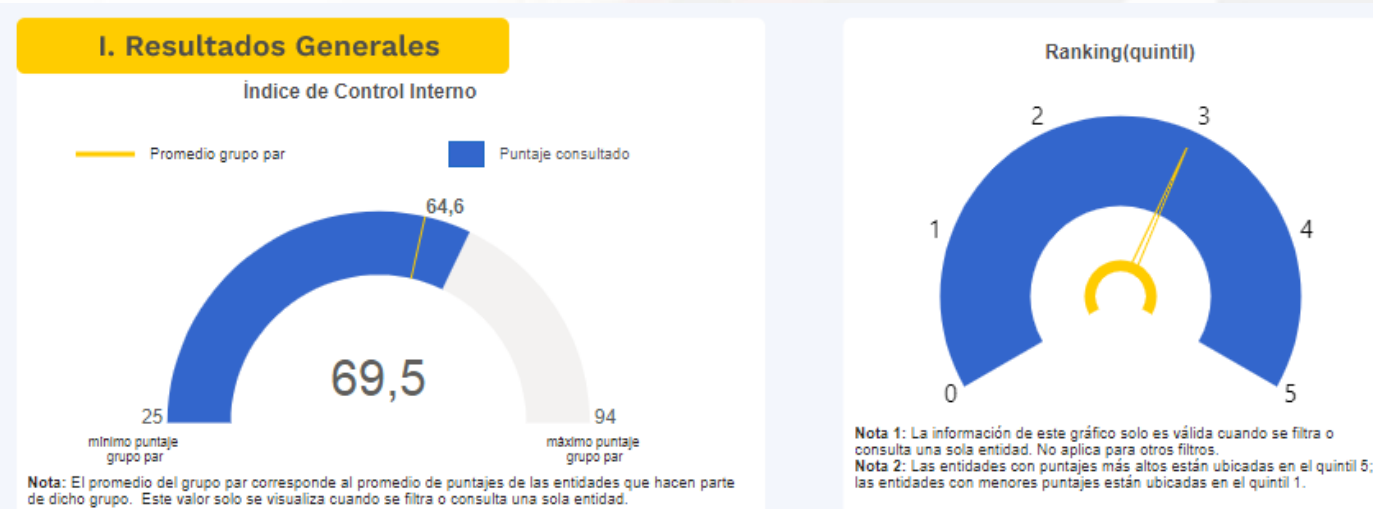 I. Resultados Generales
Índice de Control Interno
Promedio grupo par
Puntaje consultado
64,6
69,5
25
mínimo puntaje
grupo par
94
máximo puntaje
grupo par
Nota: El promedio del grupo par corresponde al promedio de puntajes de las entidades que hacen parte
de dicho grupo. Este valor solo se visualiza cuando se filtra o consulta una sola entidad.
Ranking(quintil)
2
3
1
4
0
5
Nota 1: La información de este gráfico solo es válida cuando se filtra o
consulta una sola entidad. No aplica para otros filtros.
Nota 2: Las entidades con puntajes más altos están ubicadas en el quintil 5;
las entidades con menores puntajes están ubicadas en el quintil 1.